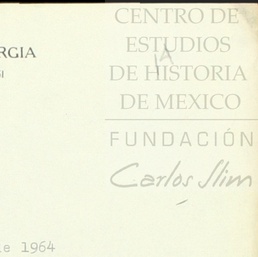 CENTRO DE
ESTUDIOS
DE HISTORIA
DE MEXICO
FUNDACIÓN
Carlos Slim
RGIA
1964